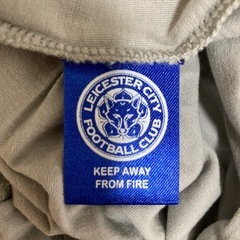 LEICESTER CITY
FOOTBALL CLUB
KEEP AWAY
FROM FIRE